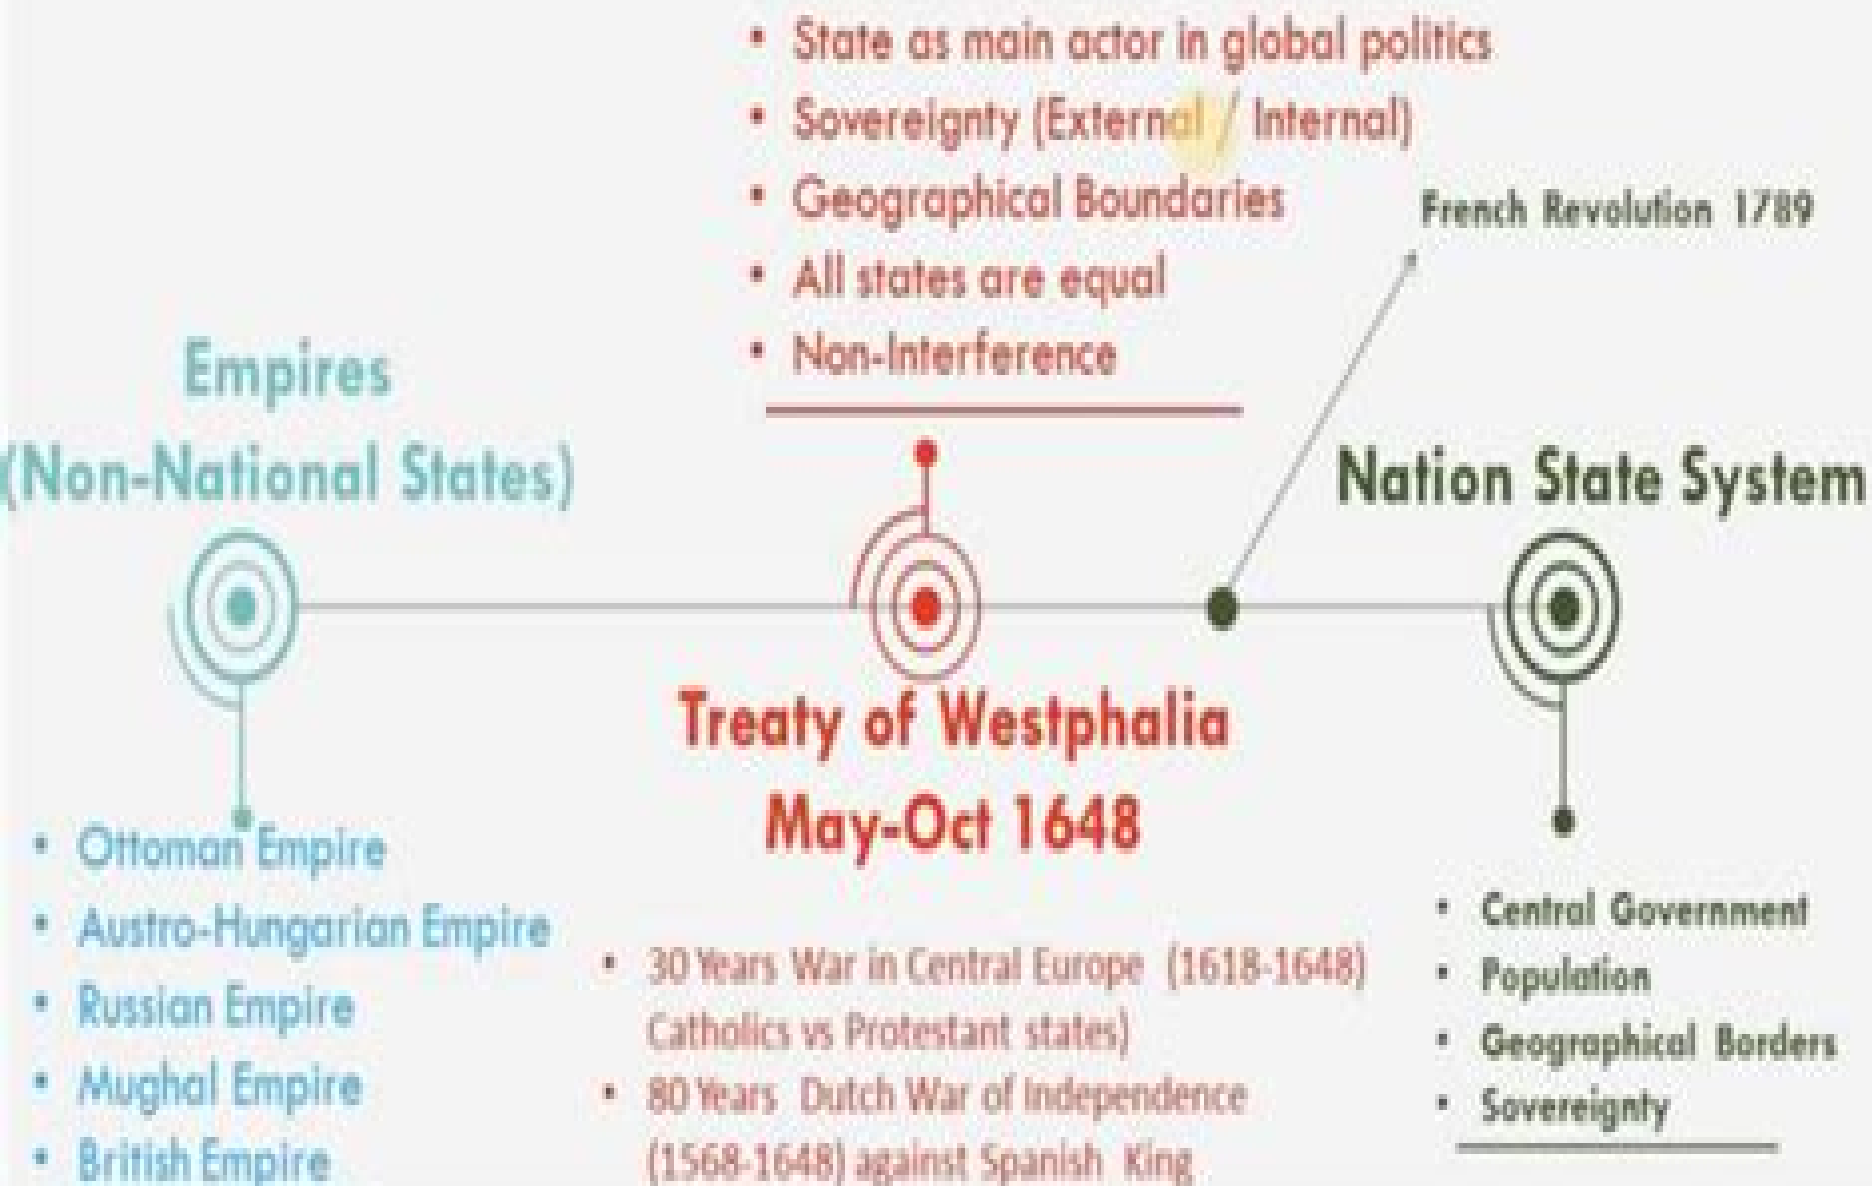 • State as main actor in global politics
• Sovereignty (External / Internal)
• Geographical Boundaries
• All states are equal
• Non-Interference
French Revolution 1789
Empires
(Non-National States)
Nation State System
Treaty of Westphalia
May-Oct 1648
• Ottoman Empire
• Austro-Hungarian Empire
• Russian Empire
• Mughal Empire
• British Empire
• 30 Years War in Central Europe (1618-1648)
Catholics vs Protestant states)
• 80 Years Dutch War of Independence
(1568-1648) against Spanish King
• Central Government
• Population
• Geographical Borders
• Sovereignty